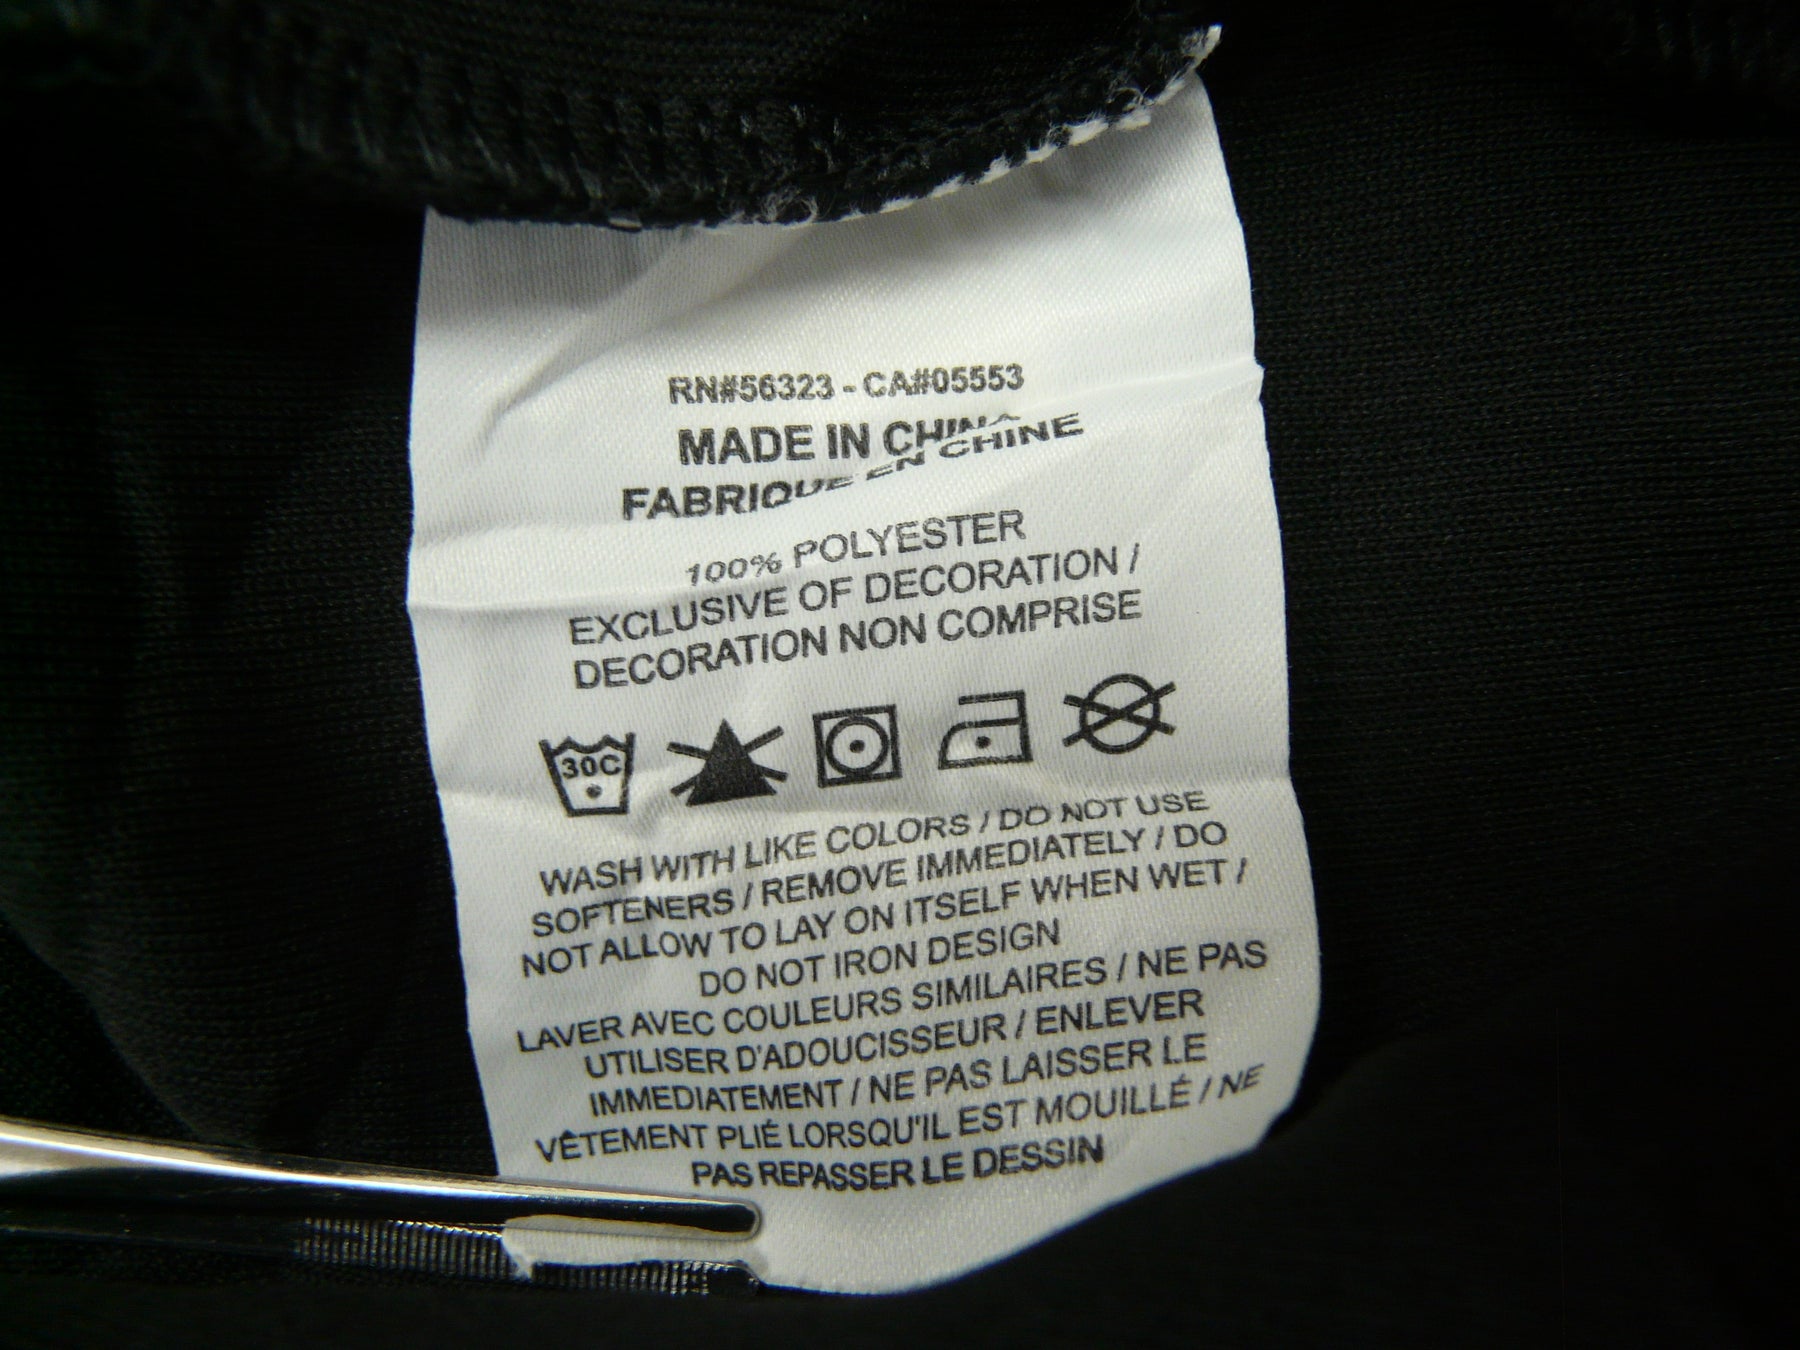 RN#56323 - CA#05553
MADE IN CHINA
FABRIQUE EN CHINE
100% POLYESTER
EXCLUSIVE OF DECORATION /
DECORATION NON COMPRISE
30C
WASH WITH LIKE COLORS / DO NOT USE
SOFTENERS / REMOVE IMMEDIATELY / DO
NOT ALLOW TO LAY ON ITSELF WHEN WET /
DO NOT IRON DESIGN
LAVER AVEC COULEURS SIMILAIRES / NE PAS
UTILISER D'ADOUCISSEUR / ENLEVER
IMMEDIATEMENT / NE PAS LAISSER LE
VÊTEMENT PLIÉ LORSQU'IL EST MOUILLÉ / NE
PAS REPASSER LE DESSIN